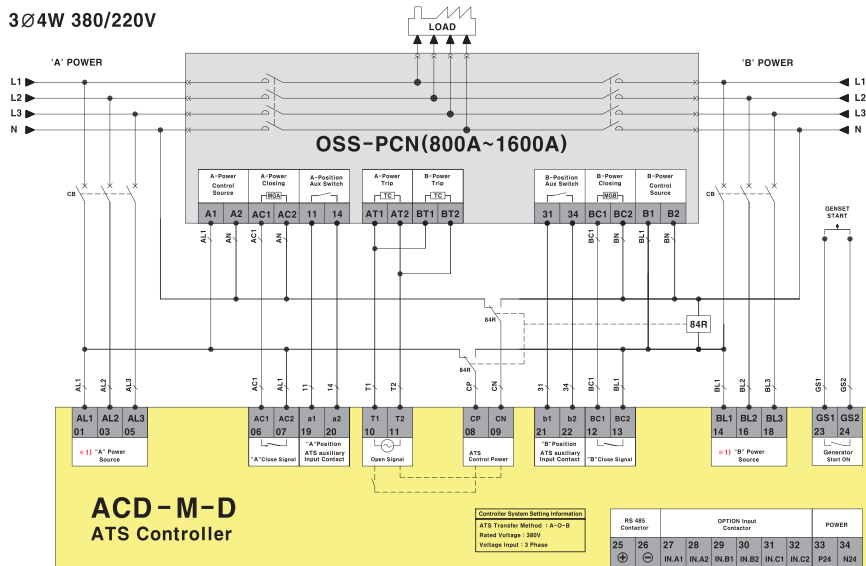 3Ø4W 380/220V
LOAD
'A' POWER
'B' POWER
L1
L1
L2
L2
L3
L3
N
N
OSS-PCN(800A~1600A)
A-Power Control Source
A-Power Closing
A-Position Aux Switch
A-Power Trip
B-Power Trip
B-Position Aux Switch
B-Power Closing
B-Power Control Source
MGA
TC
TC
MGB
CB
CB
A1 A2 AC1 AC2 11 14 AT1 AT2 BT1 BT2 31 34 BC1 BC2 B1 B2
GENSET START
AL1 AN AC1 AN BC1 BN BL1 BN
84R
84R
84R
AL1 AL2 AL3 AC1 AL1 11 14 T1 T2 CP CN 31 34 BC1 BL1 BL1 BL2 BL3 GS1 GS2
AL1 AL2 AL3 AC1 AC2 a1 a2 T1 T2 CP CN b1 b2 BC1 BC2 BL1 BL2 BL3 GS1 GS2
01 03 05 06 07 19 20 10 11 08 09 21 22 12 13 14 16 18 23 24
※1) "A" Power Source
"A"Close Signal
"A"Position ATS auxiliary Input Contact
Open Signal
ATS Control Power
"B"Position ATS auxiliary Input Contact
"B"Close Signal
※1) "B" Power Source
Generator Start ON
ACD-M-D
ATS Controller
Controller System Setting Information
ATS Transfer Method : A-O-B
Rated Voltage : 380V
Voltage Input : 3 Phase
RS 485 Contactor
OPTION Input Contactor
POWER
25 26 27 28 29 30 31 32 33 34
⊕ ⊖ IN.A1 IN.A2 IN.B1 IN.B2 IN.C1 IN.C2 P24 N24